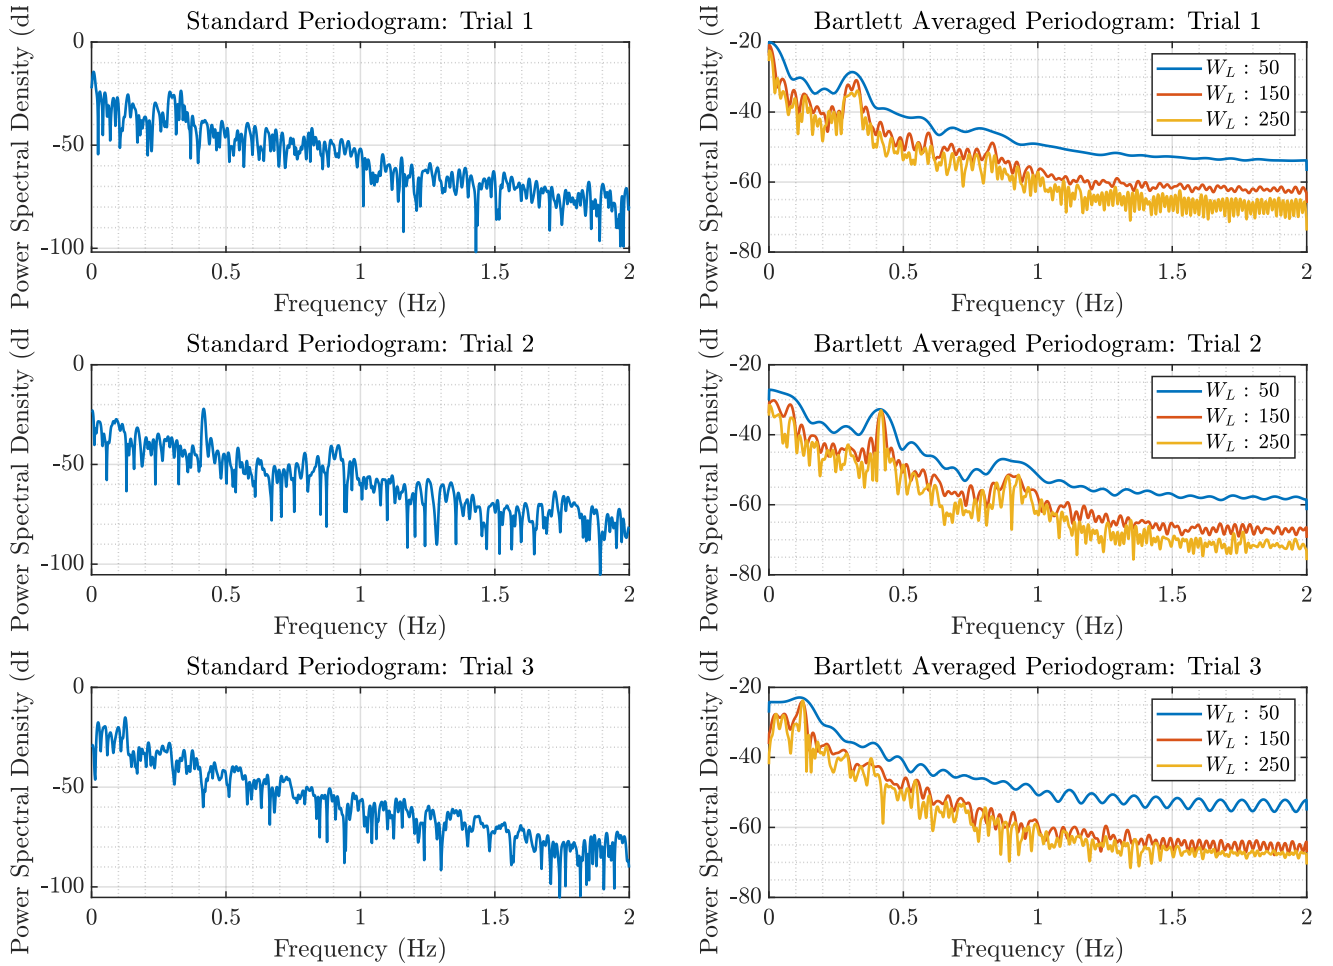 Standard Periodogram: Trial 1
Power Spectral Density (dI
0
-50
-100
0
0.5
1
1.5
2
Frequency (Hz)
Bartlett Averaged Periodogram: Trial 1
Power Spectral Density (dI
-20
-40
-60
-80
W_L : 50
W_L : 150
W_L : 250
0
0.5
1
1.5
2
Frequency (Hz)
Standard Periodogram: Trial 2
Power Spectral Density (dI
0
-50
-100
0
0.5
1
1.5
2
Frequency (Hz)
Bartlett Averaged Periodogram: Trial 2
Power Spectral Density (dI
-20
-40
-60
-80
W_L : 50
W_L : 150
W_L : 250
0
0.5
1
1.5
2
Frequency (Hz)
Standard Periodogram: Trial 3
Power Spectral Density (dI
0
-50
-100
0
0.5
1
1.5
2
Frequency (Hz)
Bartlett Averaged Periodogram: Trial 3
Power Spectral Density (dI
-20
-40
-60
-80
W_L : 50
W_L : 150
W_L : 250
0
0.5
1
1.5
2
Frequency (Hz)